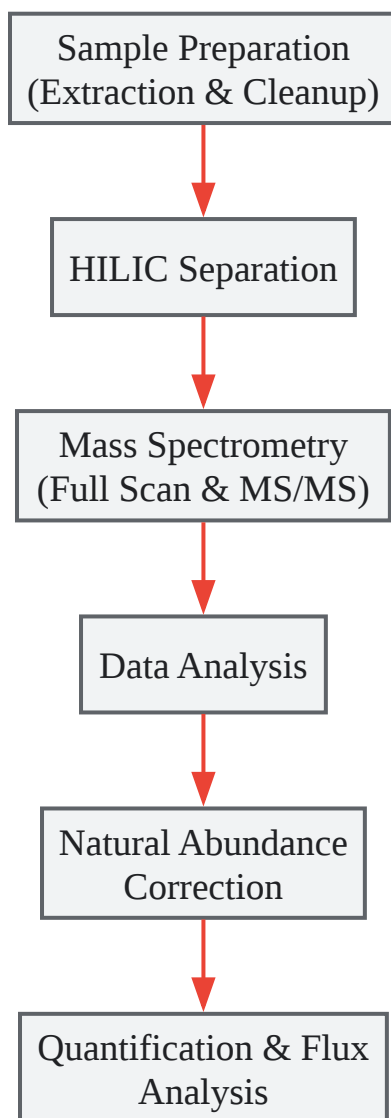 Sample Preparation
(Extraction & Cleanup)
HILIC Separation
Mass Spectrometry
(Full Scan & MS/MS)
Data Analysis
Natural Abundance
Correction
Quantification & Flux
Analysis